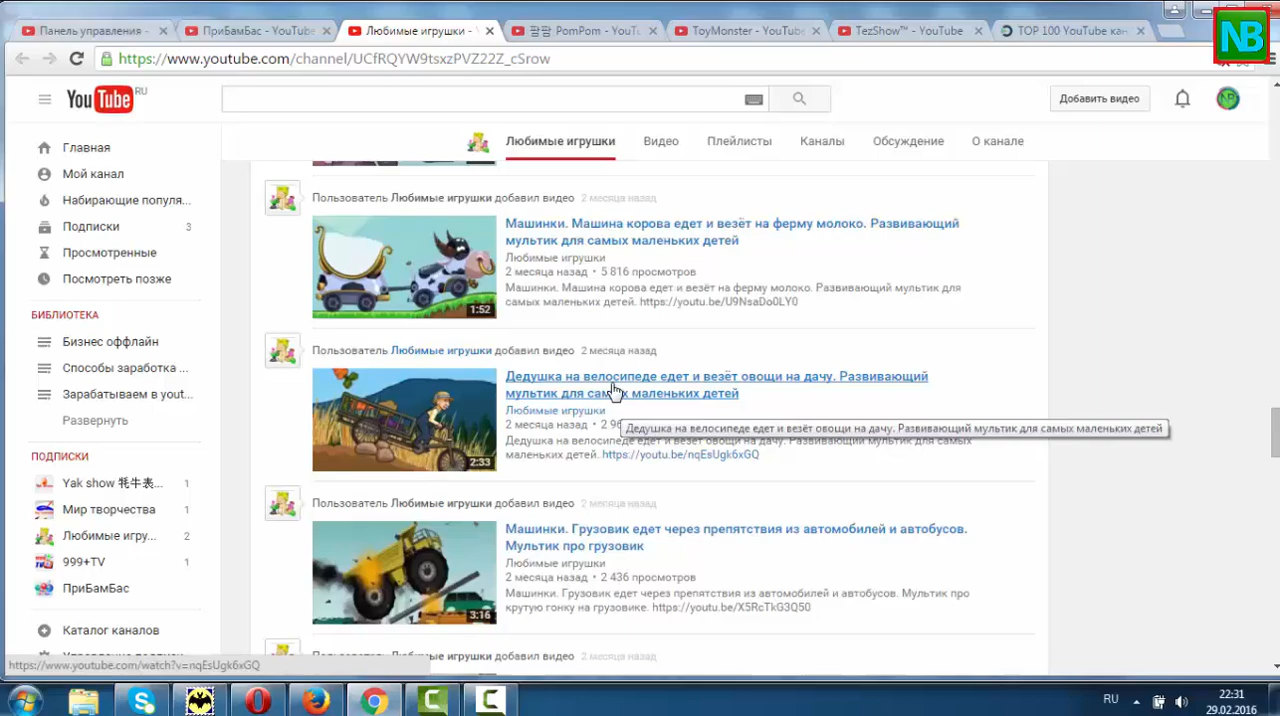 Панель управления -
ПриБамБас - YouTube
Любимые игрушки -
팜팜 PomPom - YouTu
ToyMonster - YouTube
TezShow™ - YouTube
TOP 100 YouTube кан
NB
https://www.youtube.com/channel/UCfRQYW9tsxzPVZ22Z_cSrow
YouTube RU
Добавить видео
Любимые игрушки
Видео
Плейлисты
Каналы
Обсуждение
О канале
Главная
Мой канал
Набирающие популя...
Подписки 3
Просмотренные
Посмотреть позже
БИБЛИОТЕКА
Бизнес оффлайн
Способы заработка ...
Зарабатываем в yout...
Развернуть
ПОДПИСКИ
Yak show 牦牛表... 1
Мир творчества 1
Любимые игру... 2
999+TV 1
ПриБамБас
Каталог каналов
Пользователь Любимые игрушки добавил видео 2 месяца назад
Машинки. Машина корова едет и везёт на ферму молоко. Развивающий
мультик для самых маленьких детей
Любимые игрушки
2 месяца назад • 5 816 просмотров
Машинки. Машина корова едет и везёт на ферму молоко. Развивающий мультик для
самых маленьких детей. https://youtu.be/U9NsaDo0LY0
1:52
Пользователь Любимые игрушки добавил видео 2 месяца назад
Дедушка на велосипеде едет и везёт овощи на дачу. Развивающий
мультик для самых маленьких детей
Любимые игрушки
2 месяца назад • 2 96
Дедушка на велосипеде едет и везёт овощи на дачу. Развивающий мультик для самых маленьких детей
Дедушка на велосипеде едет и везёт овощи на дачу. Развивающий мультик для самых
маленьких детей. https://youtu.be/nqEsUgk6xGQ
2:33
Пользователь Любимые игрушки добавил видео 2 месяца назад
Машинки. Грузовик едет через препятствия из автомобилей и автобусов.
Мультик про грузовик
Любимые игрушки
2 месяца назад • 2 436 просмотров
Машинки. Грузовик едет через препятствия из автомобилей и автобусов. Мультик про
крутую гонку на грузовике. https://youtu.be/X5RcTkG3Q50
3:16
Пользователь Любимые игрушки добавил видео 2 месяца назад
https://www.youtube.com/watch?v=nqEsUgk6xGQ
RU
22:31
29.02.2016